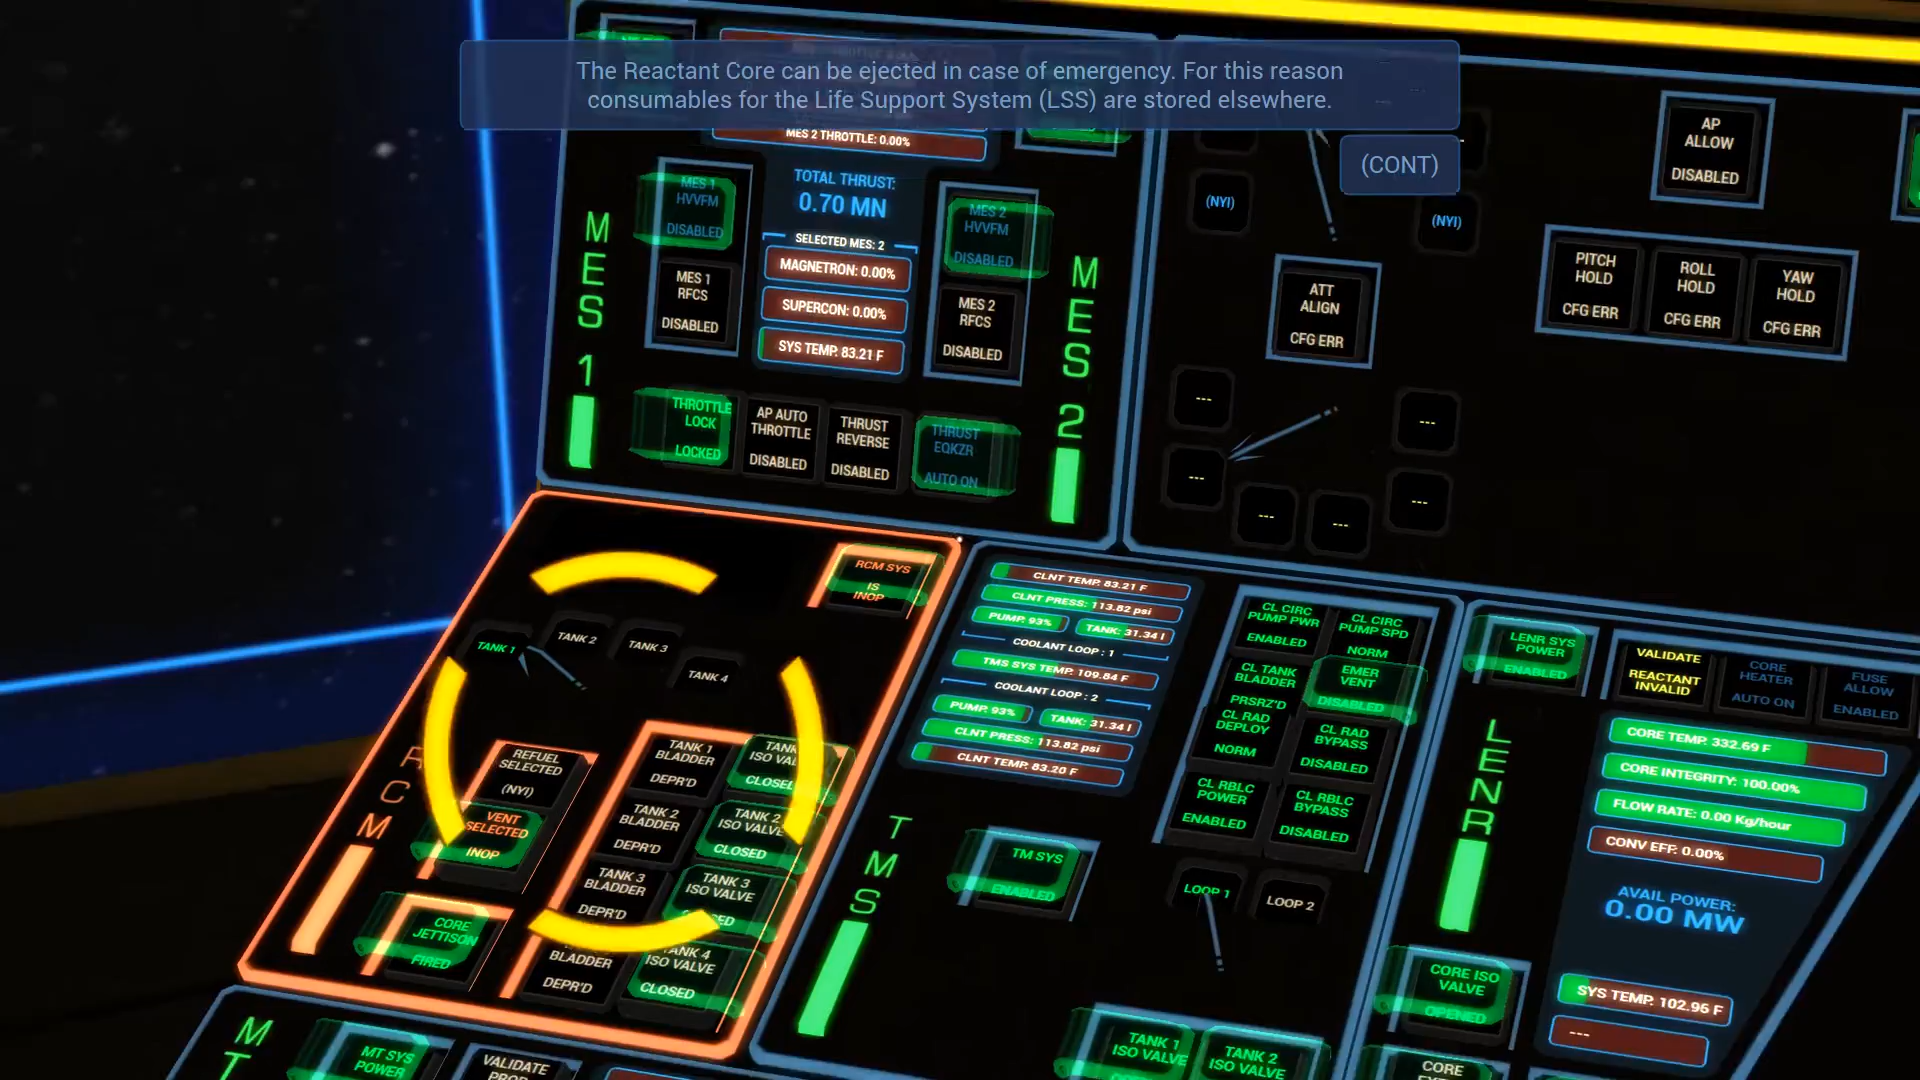 The Reactant Core can be ejected in case of emergency. For this reason
consumables for the Life Support System (LSS) are stored elsewhere.
(CONT)
MES 2 THROTTLE: 0.00%
MES 1
HVVFM
DISABLED
MES 1
RFCS
DISABLED
TOTAL THRUST:
0.70 MN
SELECTED MES: 2
MAGNETRON: 0.00%
SUPERCON: 0.00%
SYS TEMP: 83.21 F
MES 2
HVVFM
DISABLED
MES 2
RFCS
DISABLED
MES 1
MES 2
THROTTLE
LOCK
LOCKED
AP AUTO
THROTTLE
DISABLED
THRUST
REVERSE
DISABLED
THRUST
EQKZR
AUTO ON
(NYI)
(NYI)
ATT
ALIGN
CFG ERR
---
---
---
---
---
---
AP
ALLOW
DISABLED
PITCH
HOLD
CFG ERR
ROLL
HOLD
CFG ERR
YAW
HOLD
CFG ERR
RCM SYS
IS
INOP
TANK 1
TANK 2
TANK 3
TANK 4
RCM
REFUEL
SELECTED
(NYI)
VENT
SELECTED
INOP
CORE
JETTISON
FIRED
TANK 1
BLADDER
DEPR'D
CLOSED
TANK 2
BLADDER
DEPR'D
TANK 2
ISO VALVE
CLOSED
TANK 3
BLADDER
DEPR'D
TANK 3
ISO VALVE
BLADDER
DEPR'D
TANK 4
ISO VALVE
CLOSED
CLNT TEMP: 83.21 F
CLNT PRESS: 113.82 psi
PUMP: 93%
TANK: 31.34 l
COOLANT LOOP : 1
TMS SYS TEMP: 109.84 F
COOLANT LOOP : 2
PUMP: 93%
TANK: 31.34 l
CLNT PRESS: 113.82 psi
CLNT TEMP: 83.20 F
CL CIRC
PUMP PWR
ENABLED
CL CIRC
PUMP SPD
NORM
CL TANK
BLADDER
PRSRZ'D
EMER
VENT
DISABLED
CL RAD
DEPLOY
NORM
CL RAD
BYPASS
DISABLED
CL RBLC
POWER
ENABLED
CL RBLC
BYPASS
DISABLED
TMS
TM SYS
ENABLED
LOOP 1
LOOP 2
TANK 1
ISO VALVE
TANK 2
ISO VALVE
LENR SYS
POWER
ENABLED
VALIDATE
REACTANT
INVALID
CORE
HEATER
AUTO ON
FUSE
ALLOW
ENABLED
LENR
CORE TEMP: 332.69 F
CORE INTEGRITY: 100.00%
FLOW RATE: 0.00 Kg/hour
CONV EFF: 0.00%
AVAIL POWER:
0.00 MW
CORE ISO
VALVE
OPENED
SYS TEMP: 102.96 F
---
CORE
MT
MT SYS
POWER
VALIDATE